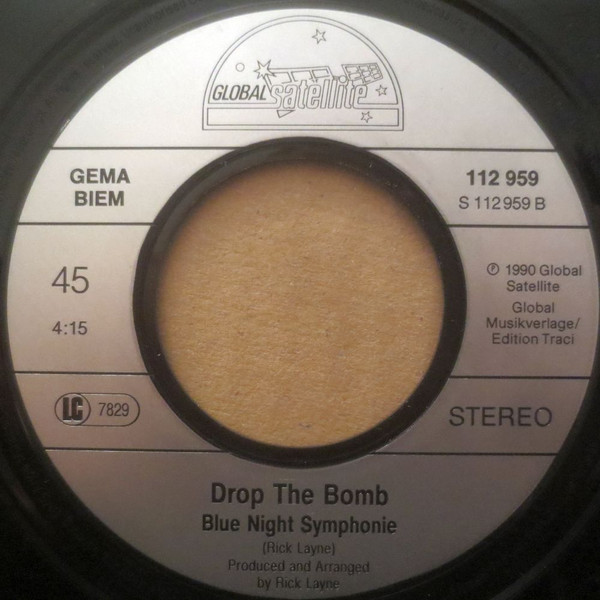 GLOBAL satellite
GEMA
BIEM
112 959
S 112 959 B
45
4:15
℗ 1990 Global
Satellite
Global
Musikverlage/
Edition Traci
LC 7829
STEREO
Drop The Bomb
Blue Night Symphonie
(Rick Layne)
Produced and Arranged
by Rick Layne